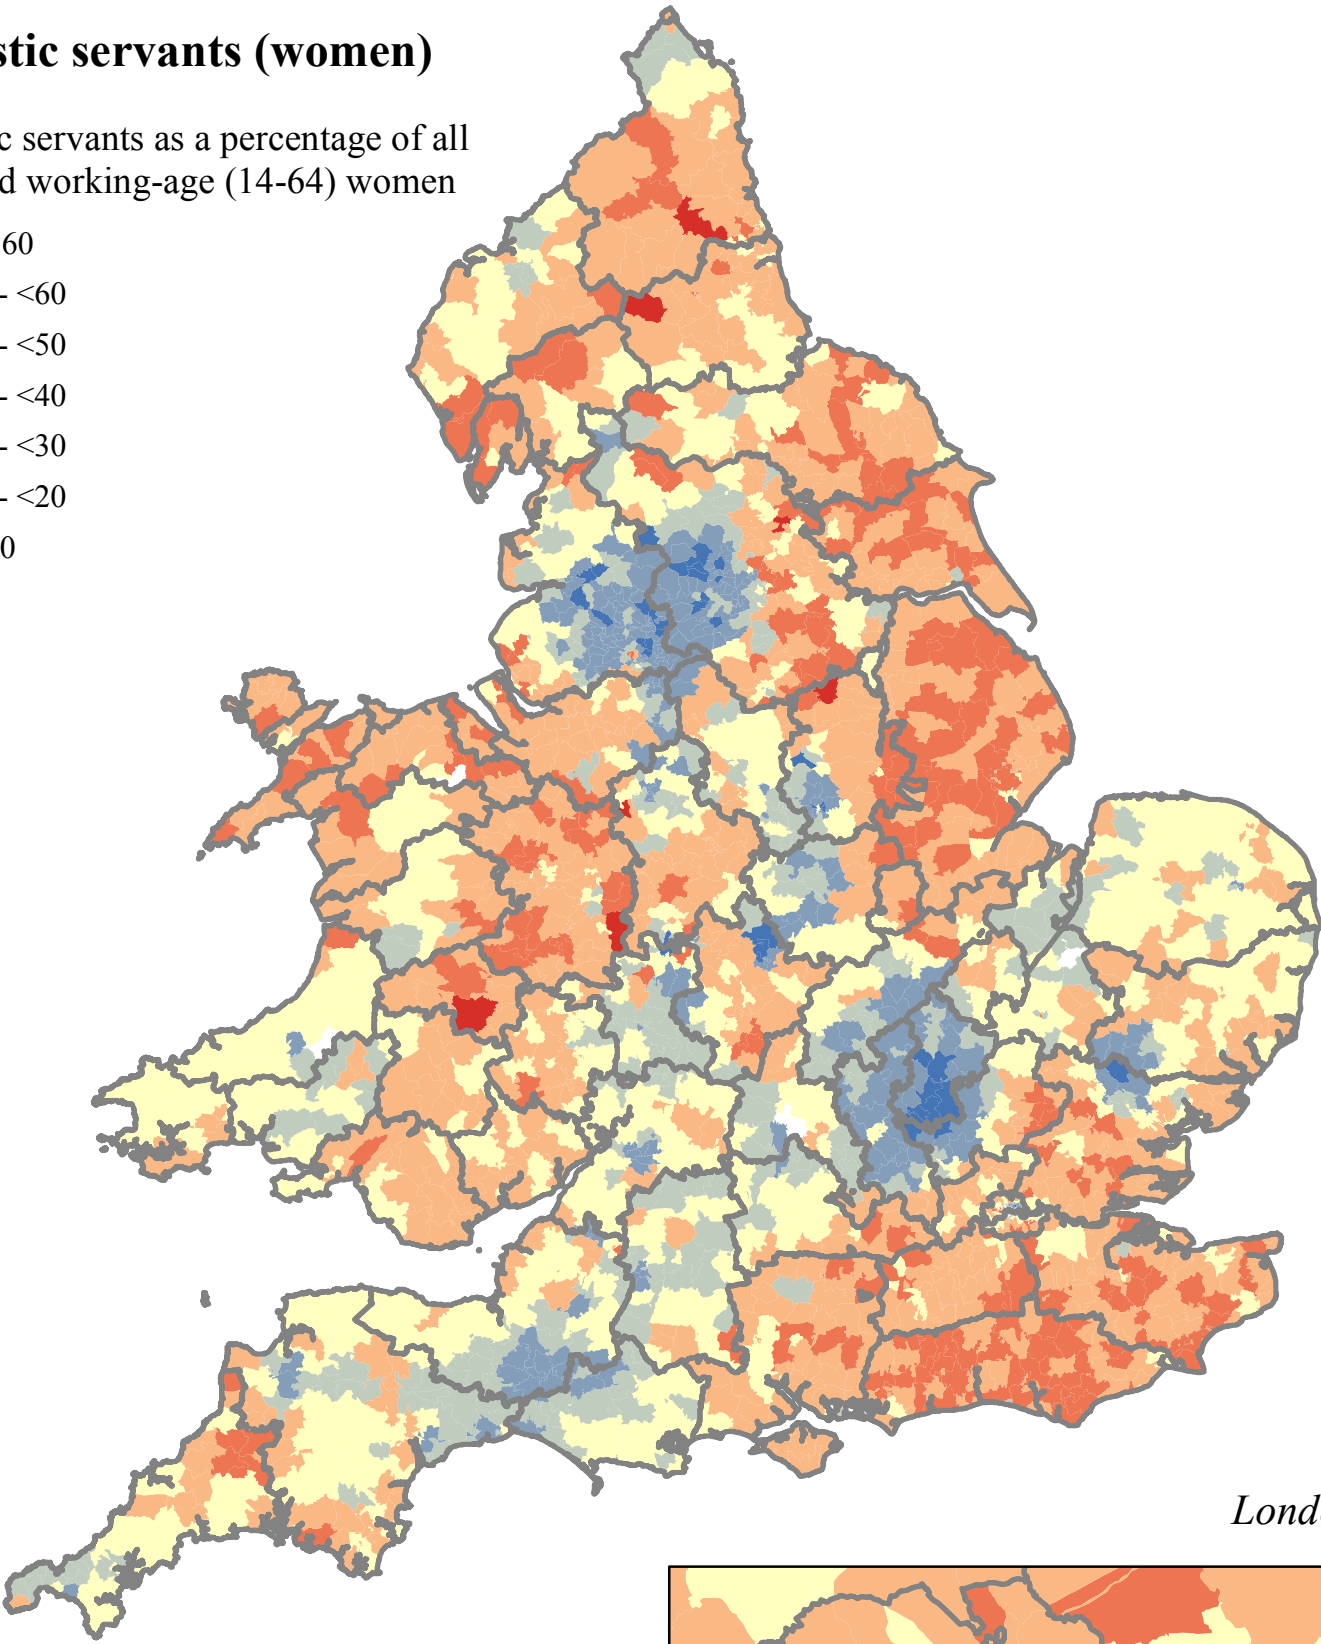 stic servants (women)
c servants as a percentage of all
d working-age (14-64) women
60
- <60
- <50
- <40
- <30
- <20
0
Lond